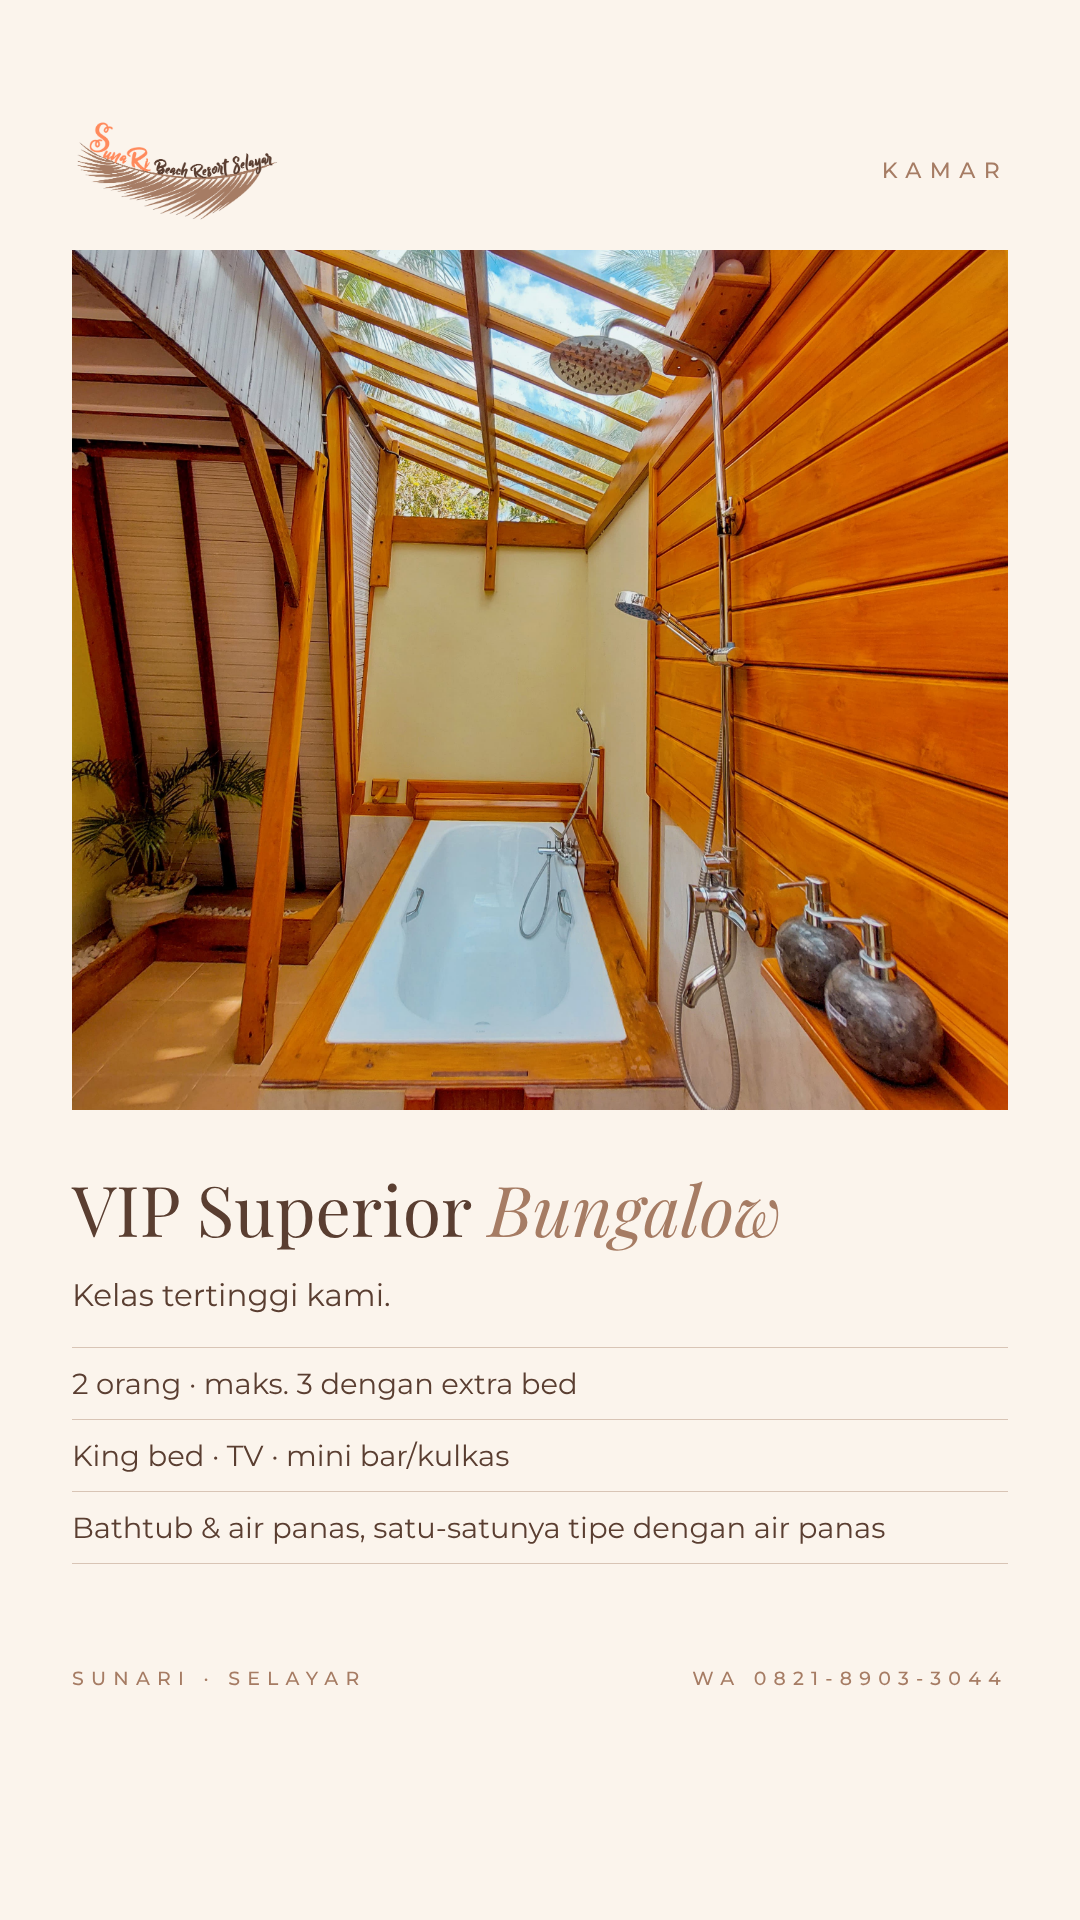 SunaRi Beach Resort Selayar
KAMAR
VIP Superior Bungalow
Kelas tertinggi kami.
2 orang · maks. 3 dengan extra bed
King bed · TV · mini bar/kulkas
Bathtub & air panas, satu-satunya tipe dengan air panas
SUNARI · SELAYAR
WA 0821-8903-3044